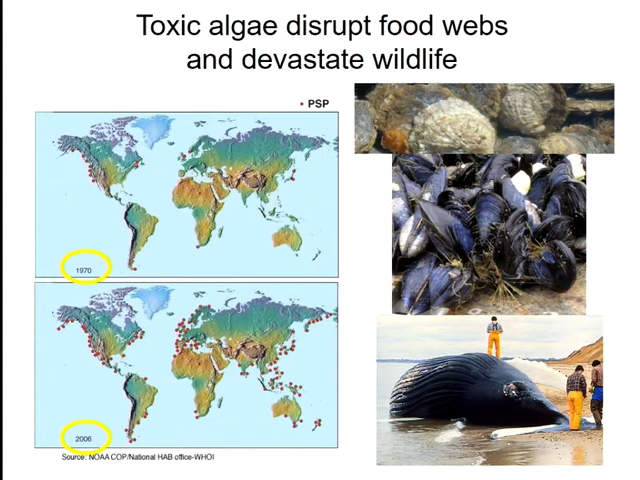 Toxic algae disrupt food webs
and devastate wildlife
PSP
1970
2006
Source: NOAA COP/National HAB office-WHOI